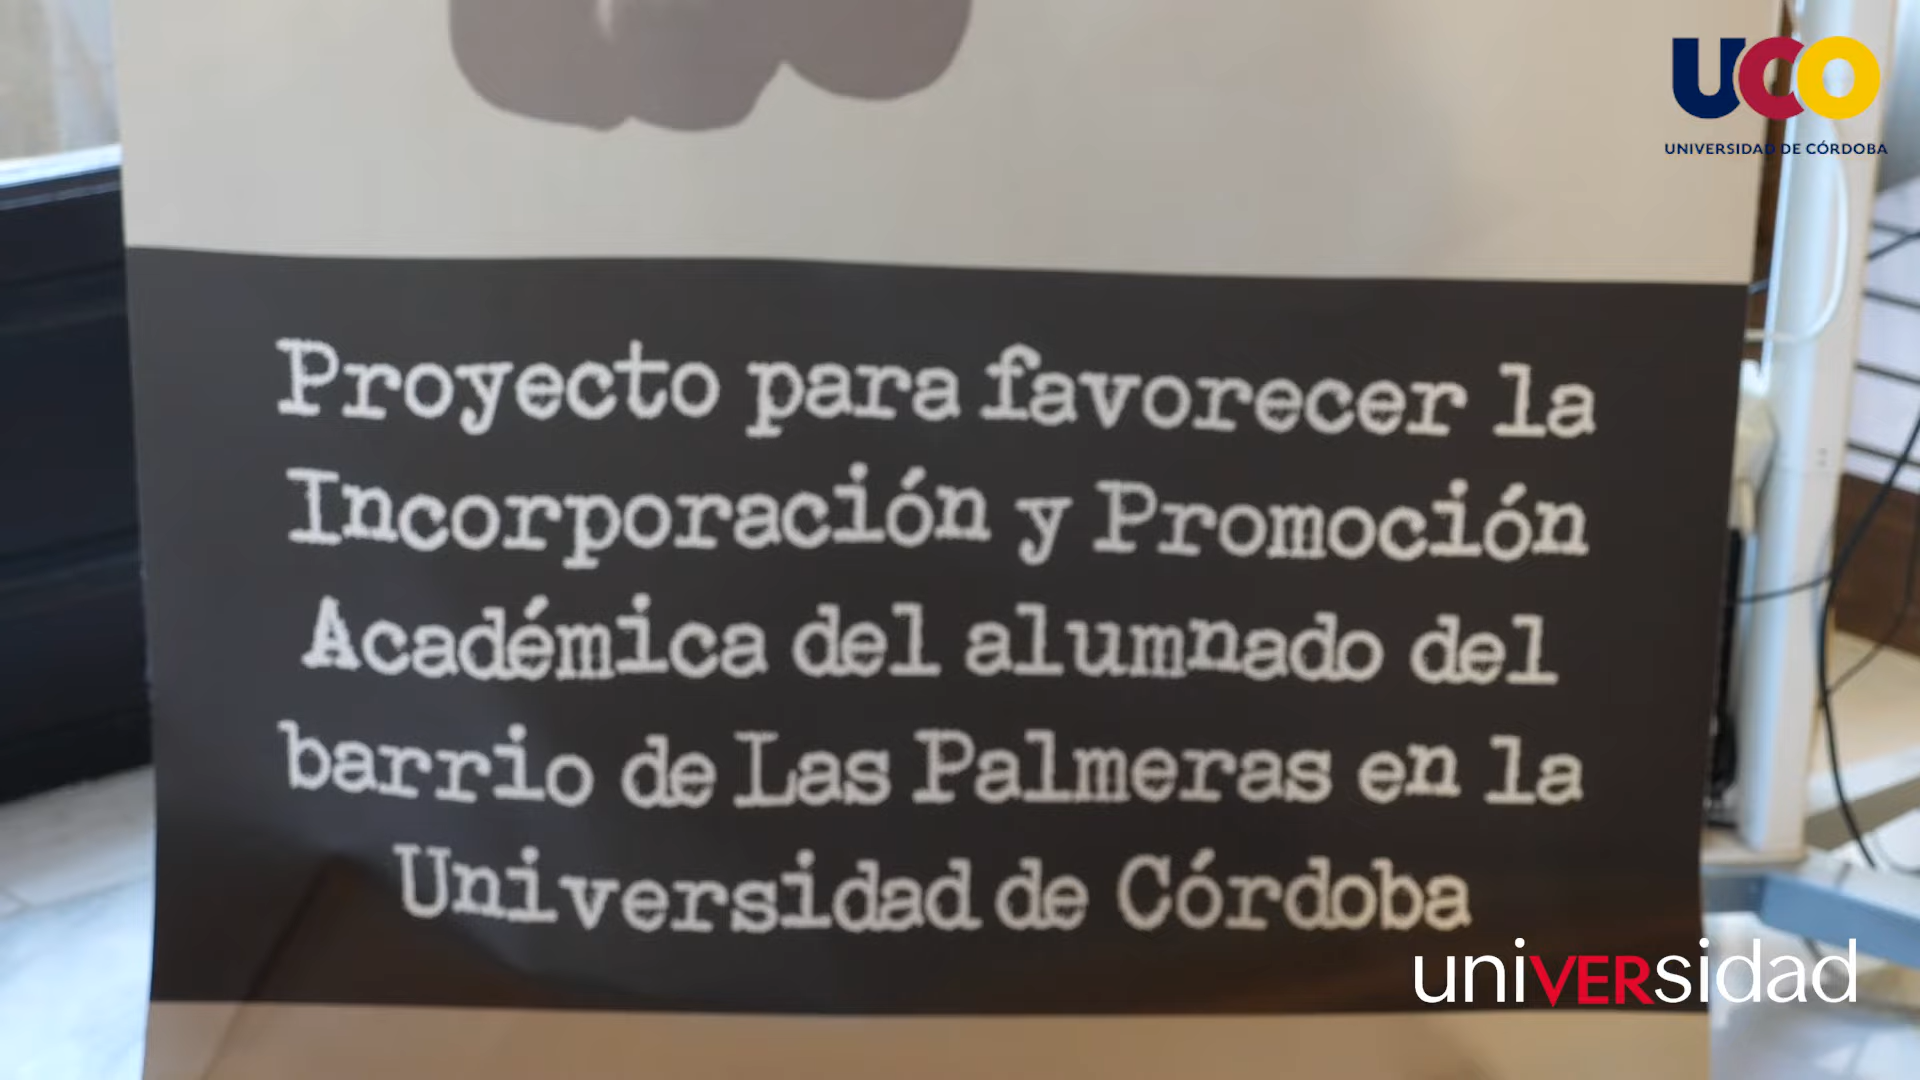 UCO
UNIVERSIDAD DE CÓRDOBA
Proyecto para favorecer la
Incorporación y Promoción
Académica del alumnado del
barrio de Las Palmeras en la
Universidad de Córdoba
uniVERsidad